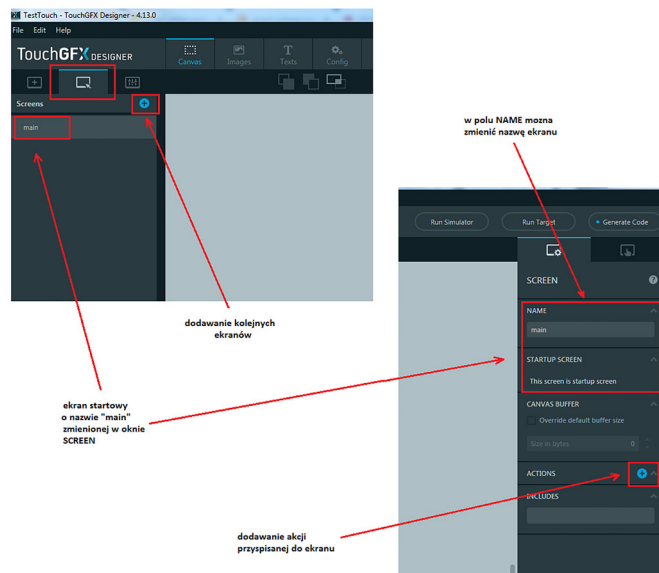 TestTouch - TouchGFX Designer - 4.13.0
File Edit Help
TouchGFX DESIGNER
Canvas Images Texts Config
Screens
main
w polu NAME mozna
zmienić nazwę ekranu
Run Simulator Run Target Generate Code
SCREEN
NAME
main
STARTUP SCREEN
This screen is startup screen
CANVAS BUFFER
Override default buffer size
Size in bytes 0
ACTIONS
INCLUDES
dodawanie kolejnych
ekranów
ekran startowy
o nazwie "main"
zmienionej w oknie
SCREEN
dodawanie akcji
przyspisanej do ekranu